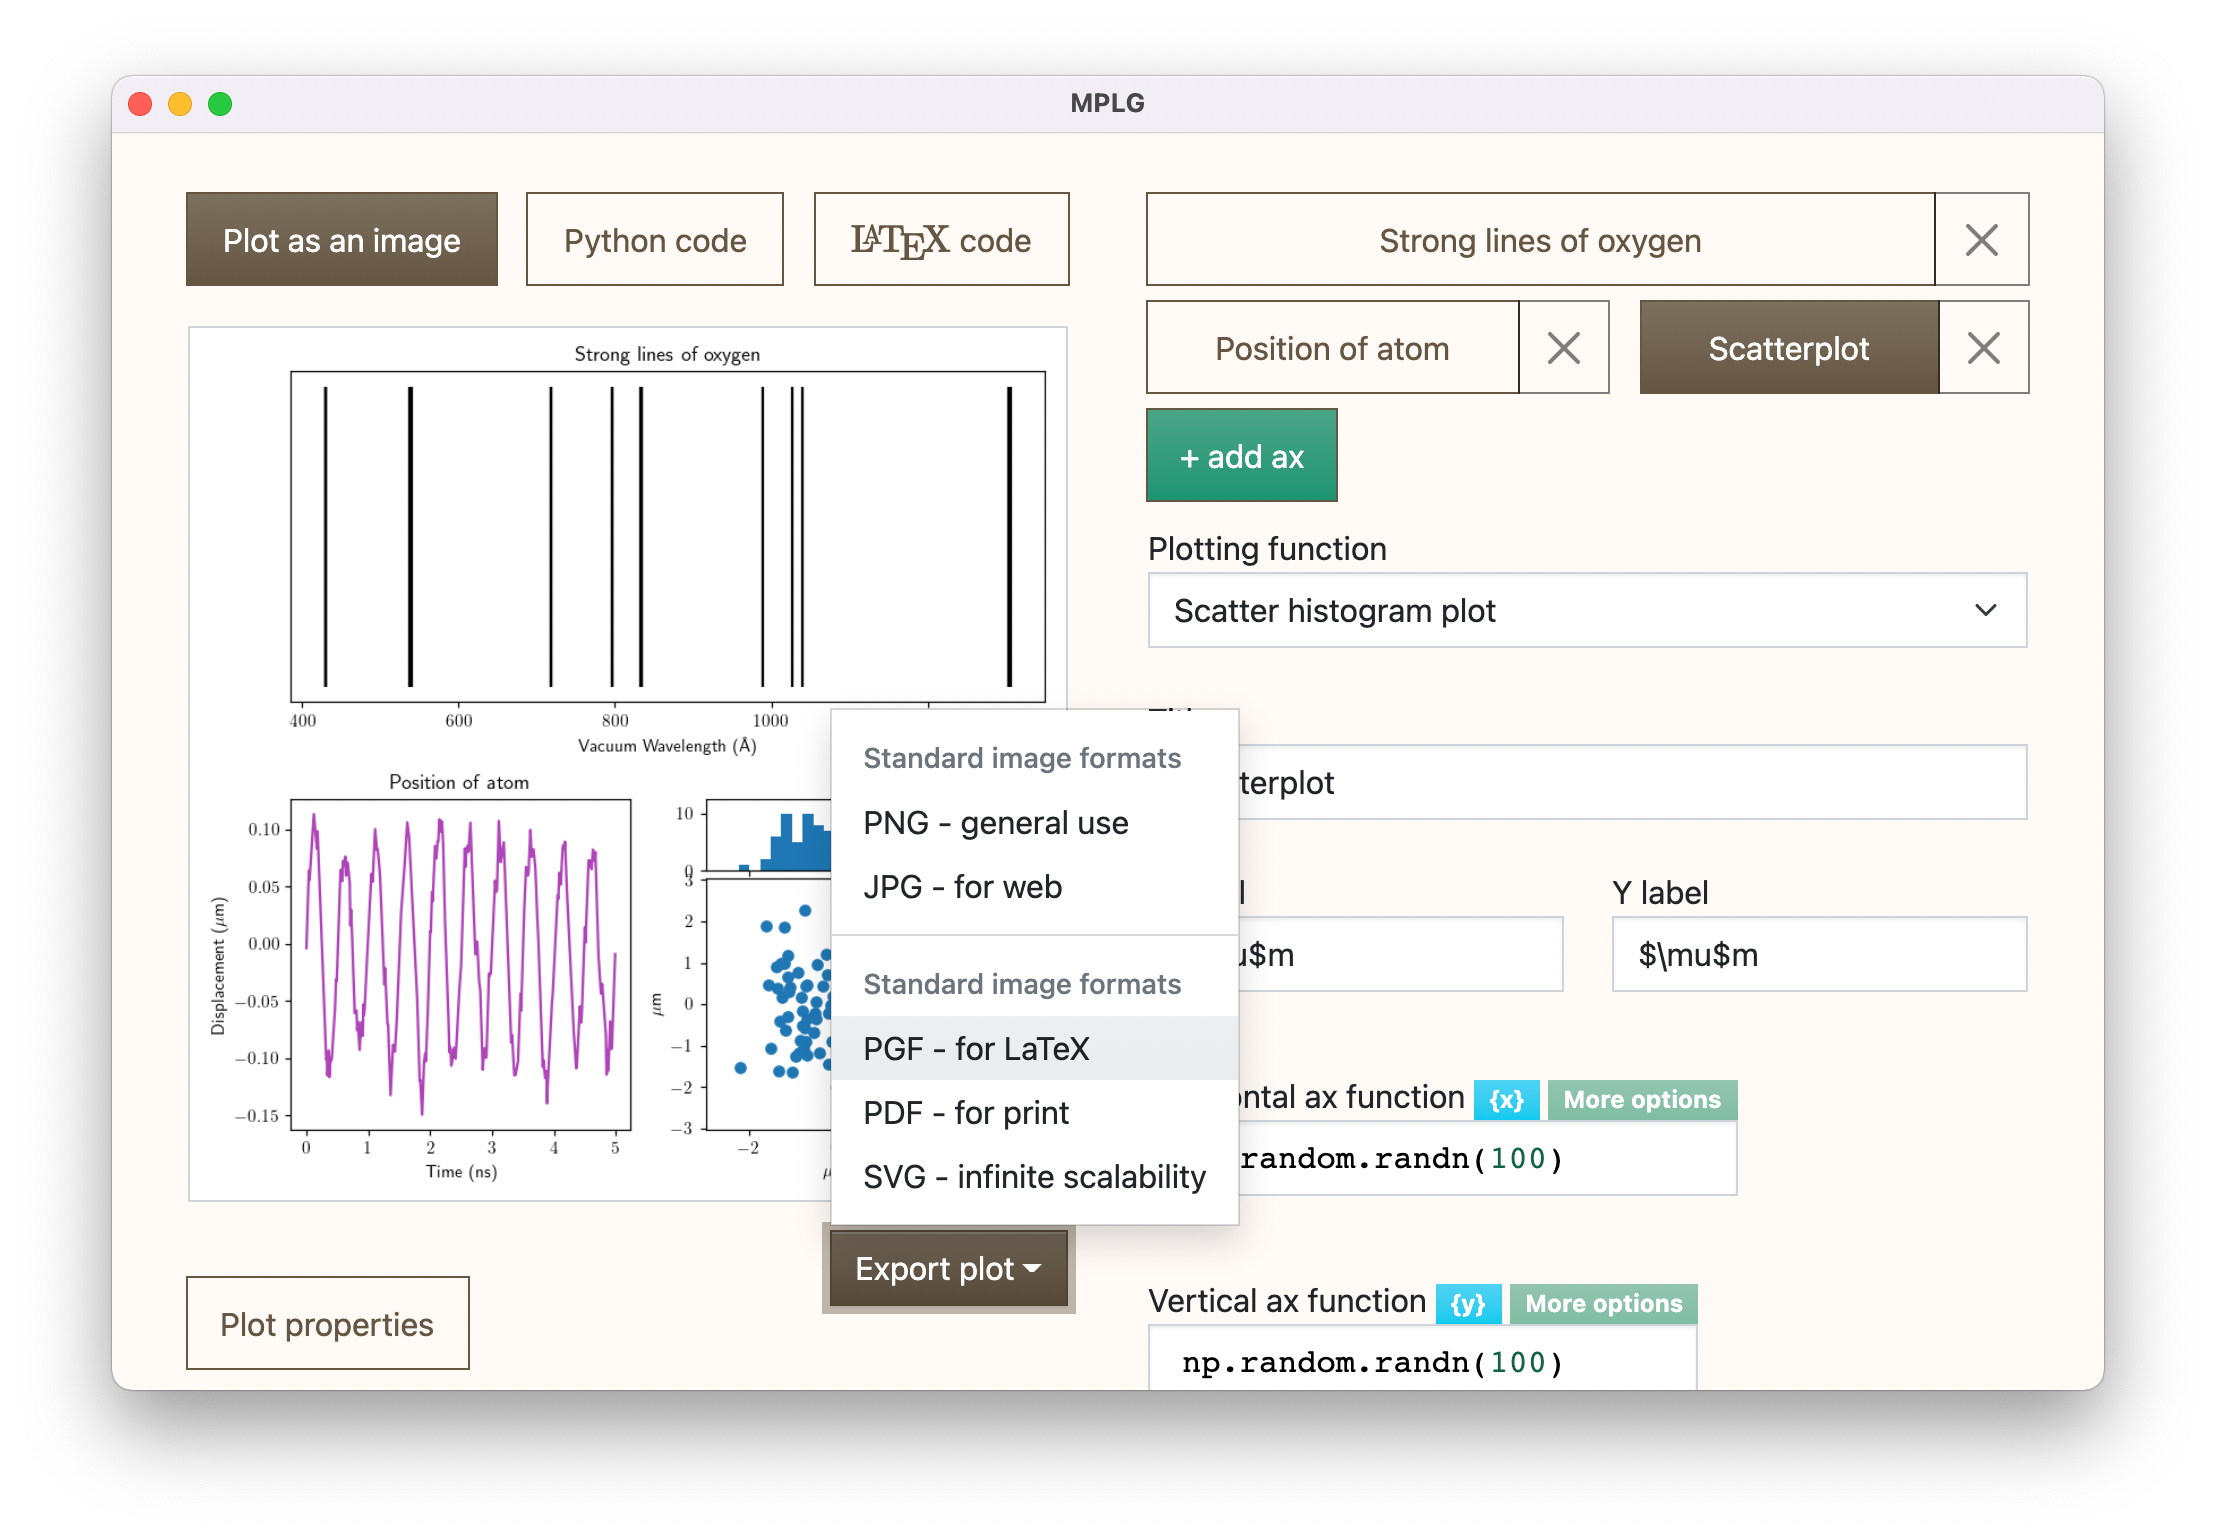 MPLG
Plot as an image
Python code
LATEX code
Strong lines of oxygen
400 600 800 1000
Vacuum Wavelength (Å)
Position of atom
0.10
0.05
0.00
−0.05
−0.10
−0.15
Displacement (μm)
0 1 2 3 4 5
Time (ns)
10
0
3
2
1
0
−1
−2
−3
μm
−2
Standard image formats
PNG - general use
JPG - for web
Standard image formats
PGF - for LaTeX
PDF - for print
SVG - infinite scalability
Export plot
Plot properties
Strong lines of oxygen
Position of atom
Scatterplot
+ add ax
Plotting function
Scatter histogram plot
terplot
l
Y label
u$m
$\mu$m
ontal ax function {x} More options
random.randn(100)
Vertical ax function {y} More options
np.random.randn(100)